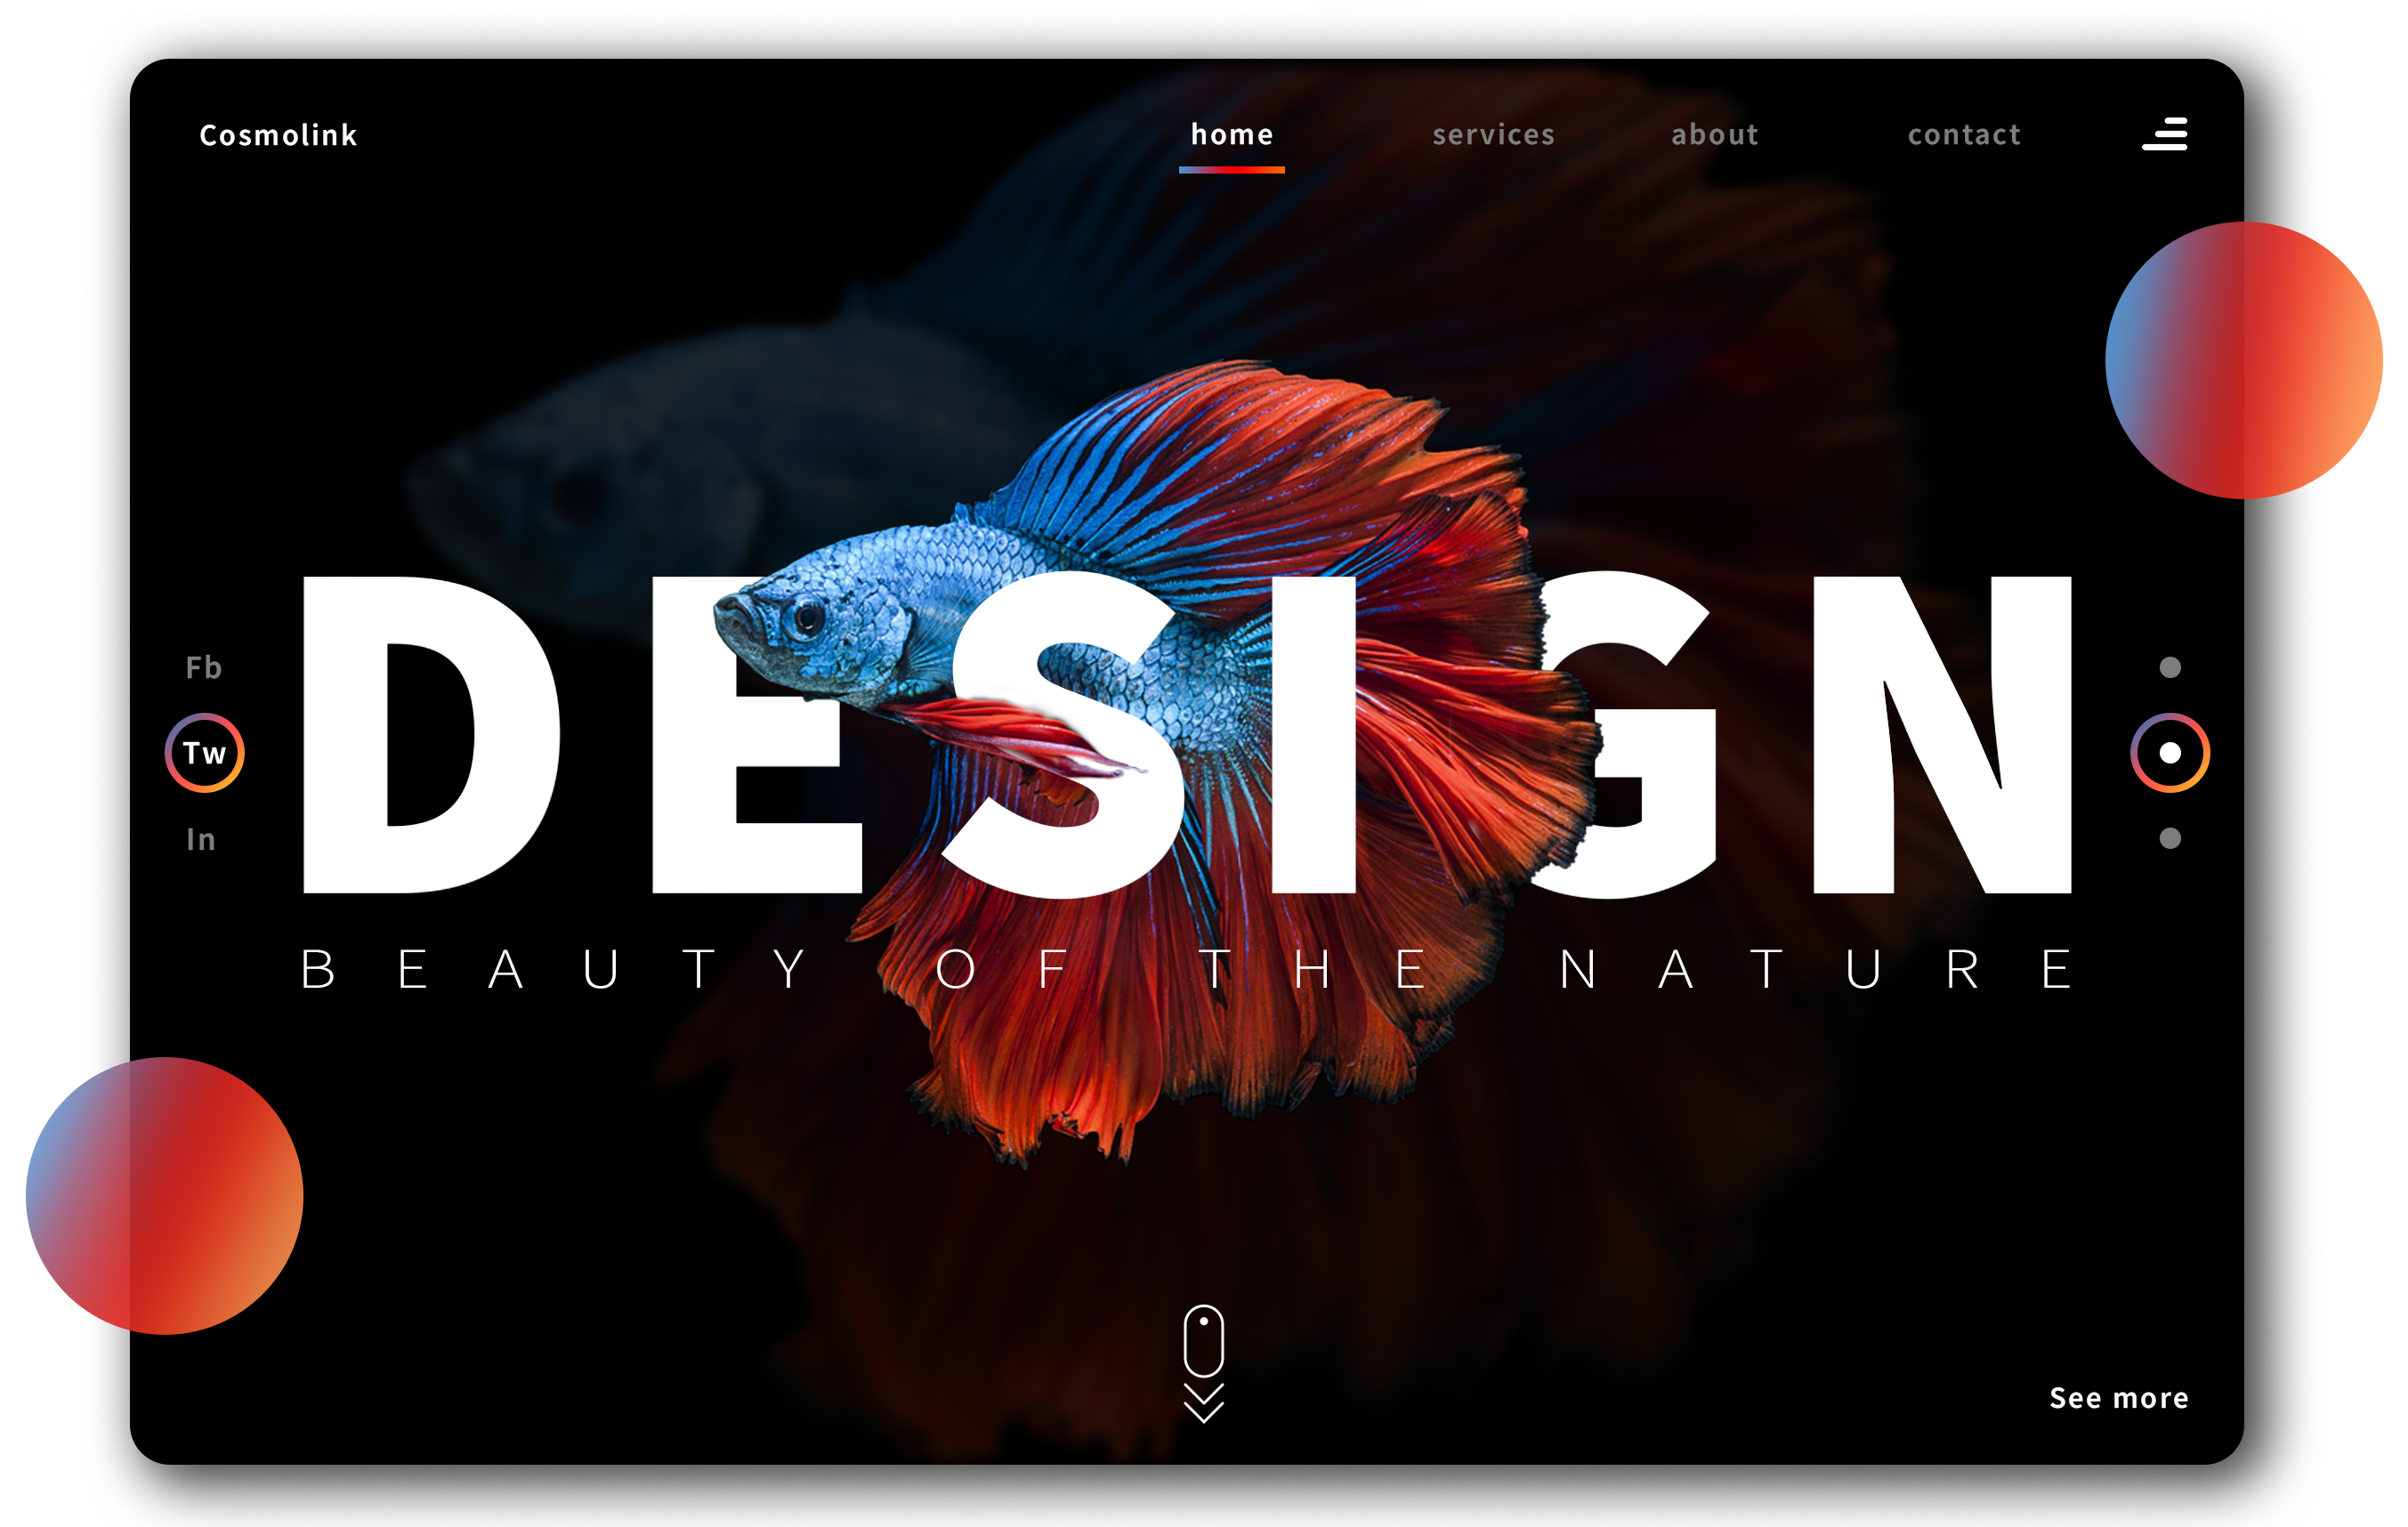 Cosmolink home services about contact
DESIGN
Fb
Tw
In
BEAUTY OF THE NATURE
See more